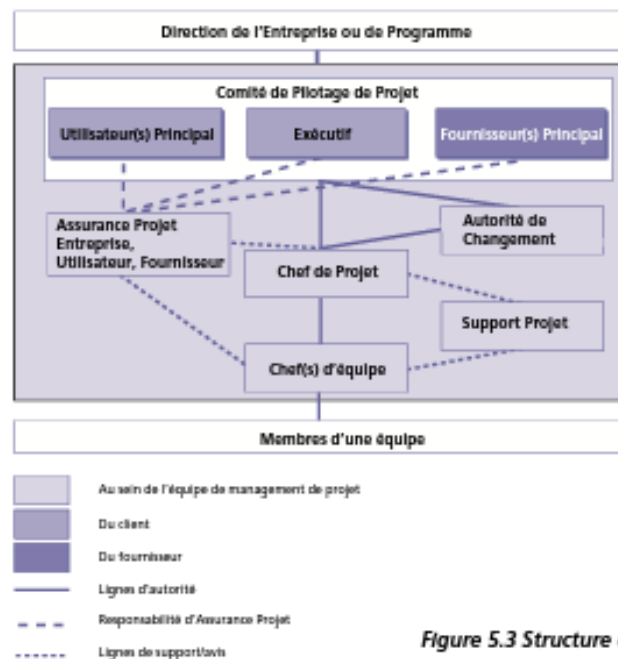 Direction de l'Entreprise ou de Programme
Comité de Pilotage de Projet
Utilisateur(s) Principal
Exécutif
Fournisseur(s) Principal
Assurance Projet
Entreprise,
Utilisateur, Fournisseur
Autorité de
Changement
Chef de Projet
Support Projet
Chef(s) d'équipe
Membres d'une équipe
Au sein de l'équipe de management de projet
Du client
Du fournisseur
Lignes d'autorité
Responsabilité d'Assurance Projet
Lignes de support/avis
Figure 5.3 Structure